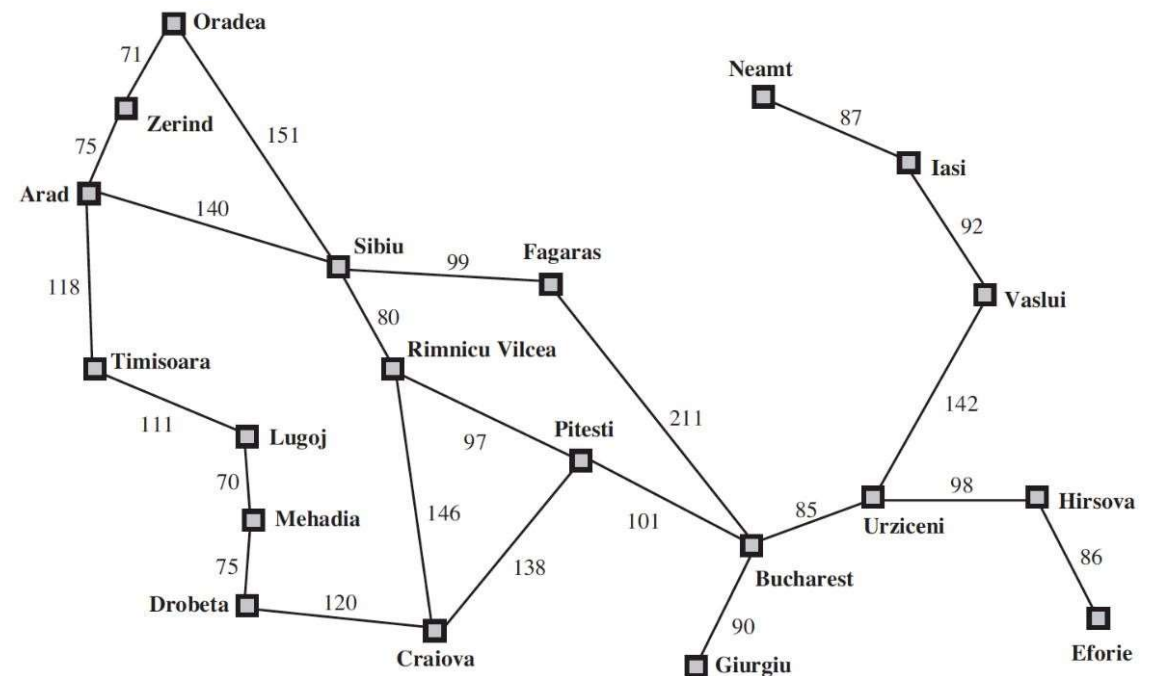 Oradea
71
Neamt
87
Zerind
151
75
Iasi
Arad
140
92
Sibiu
Fagaras
99
118
Vaslui
80
Rimnicu Vilcea
Timisoara
142
211
111
Lugoj
97
Pitesti
70
98
Hirsova
Mehadia
146
101
85
Urziceni
86
75
138
Bucharest
Drobeta
120
90
Craiova
Giurgiu
Eforie